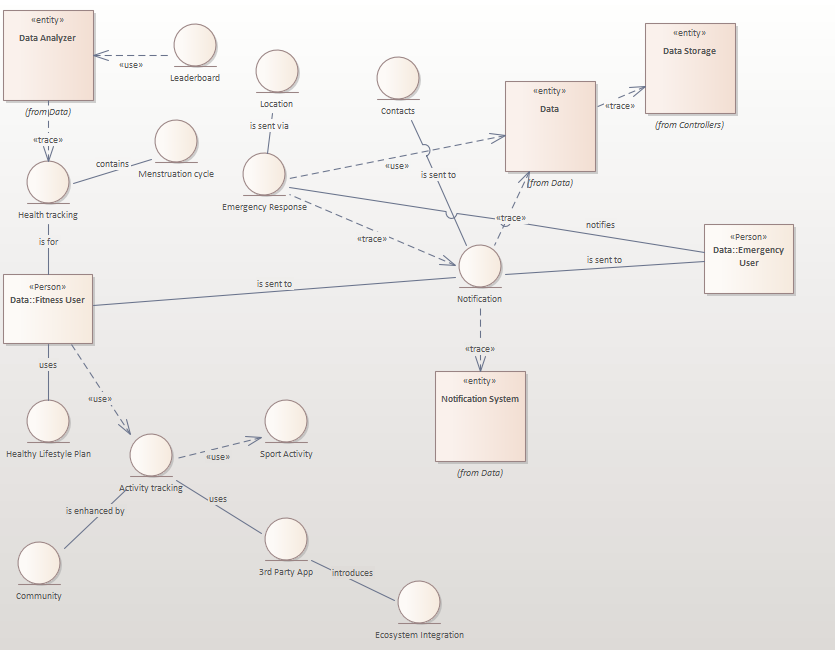 «entity»
Data Analyzer
(from Data)
«use»
Leaderboard
Location
is sent via
Contacts
«entity»
Data
(from Data)
«trace»
«entity»
Data Storage
(from Controllers)
«trace»
contains
Menstruation cycle
Health tracking
is for
Emergency Response
«use»
is sent to
«trace»
«trace»
notifies
«Person»
Data::Emergency
User
is sent to
«Person»
Data::Fitness User
is sent to
Notification
«trace»
«entity»
Notification System
(from Data)
uses
«use»
Healthy Lifestyle Plan
Activity tracking
«use»
Sport Activity
is enhanced by
uses
Community
3rd Party App
introduces
Ecosystem Integration